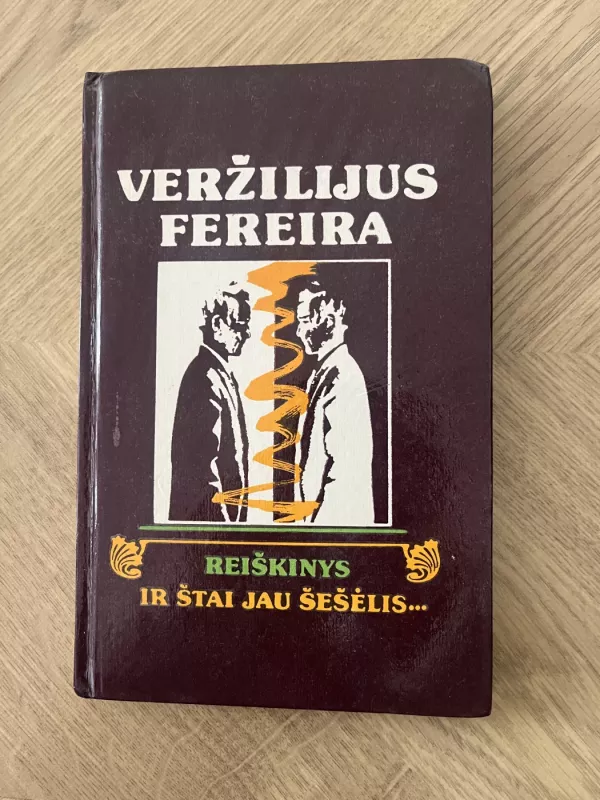 VERŽILIJUS
FEREIRA
REIŠKINYS
IR ŠTAI JAU ŠEŠĖLIS...